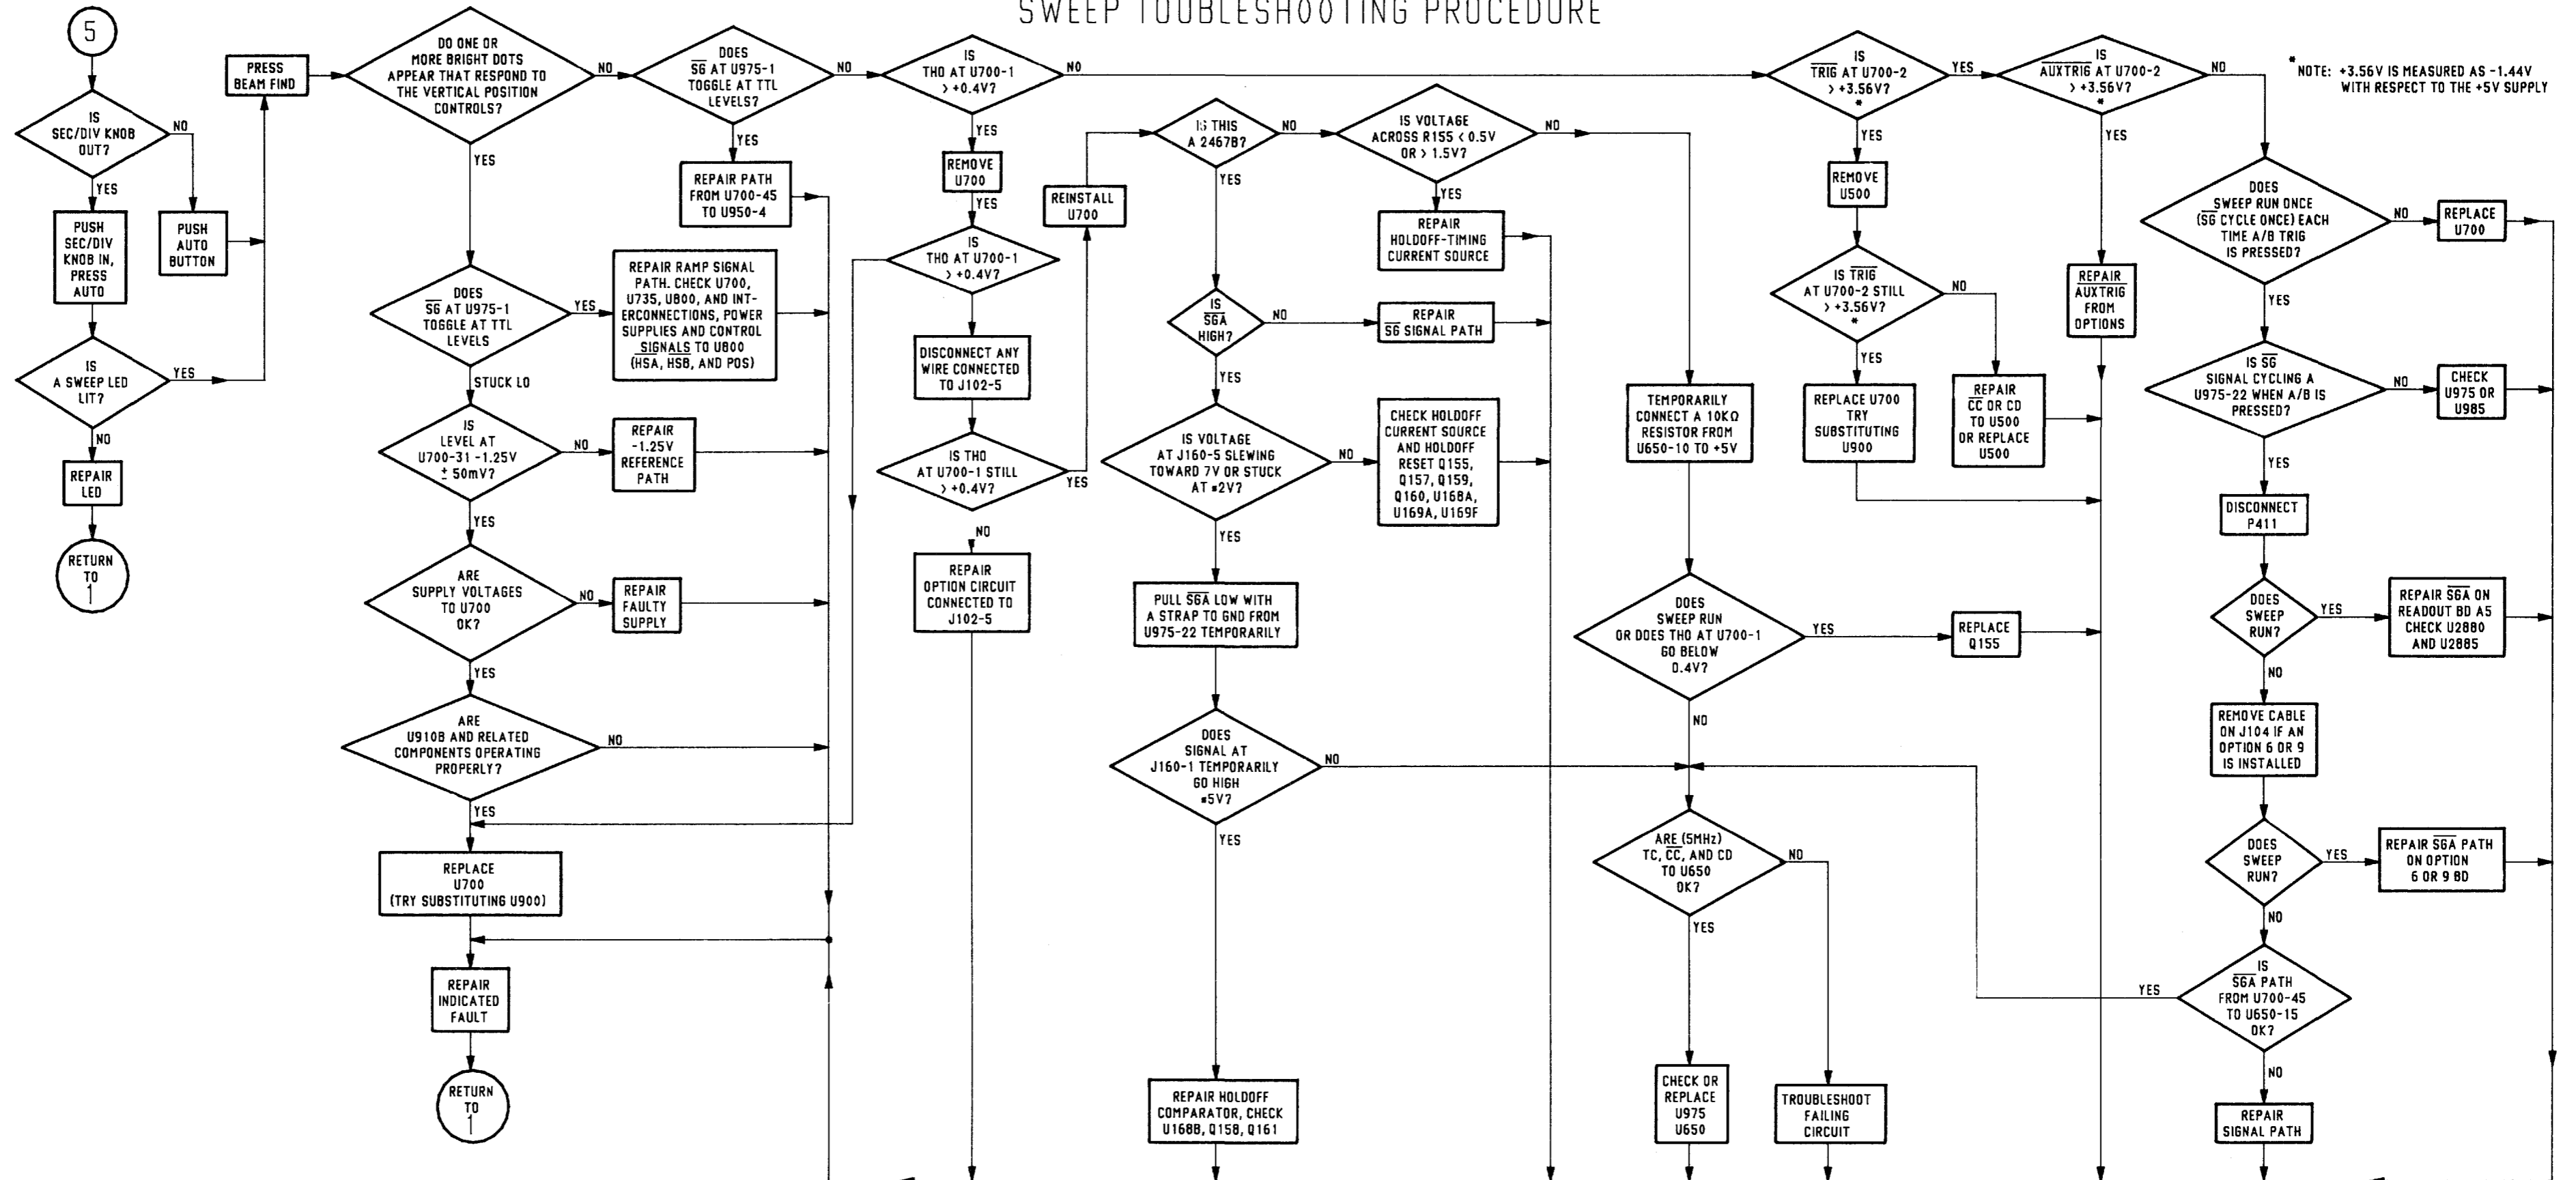 SWEEP TOUBLESHOOTING PROCEDURE
5
IS
SEC/DIV KNOB
OUT?
NO
YES
PUSH
SEC/DIV
KNOB IN,
PRESS
AUTO
PUSH
AUTO
BUTTON
IS
A SWEEP LED
LIT?
YES
NO
REPAIR
LED
RETURN
TO
1
PRESS
BEAM FIND
DO ONE OR
MORE BRIGHT DOTS
APPEAR THAT RESPOND TO
THE VERTICAL POSITION
CONTROLS?
NO
YES
DOES
SG AT U975-1
TOGGLE AT TTL
LEVELS
YES
STUCK LO
REPAIR RAMP SIGNAL
PATH. CHECK U700,
U735, U800, AND INT-
ERCONNECTIONS, POWER
SUPPLIES AND CONTROL
SIGNALS TO U800
(HSA, HSB, AND POS)
IS
LEVEL AT
U700-31 -1.25V
± 50mV?
NO
YES
REPAIR
-1.25V
REFERENCE
PATH
ARE
SUPPLY VOLTAGES
TO U700
OK?
NO
YES
REPAIR
FAULTY
SUPPLY
ARE
U910B AND RELATED
COMPONENTS OPERATING
PROPERLY?
NO
YES
REPLACE
U700
(TRY SUBSTITUTING U900)
REPAIR
INDICATED
FAULT
RETURN
TO
1
DOES
SG AT U975-1
TOGGLE AT TTL
LEVELS?
NO
YES
REPAIR PATH
FROM U700-45
TO U950-4
IS
THO AT U700-1
> +0.4V?
NO
YES
REMOVE
U700
YES
IS
THO AT U700-1
> +0.4V?
DISCONNECT ANY
WIRE CONNECTED
TO J102-5
IS THO
AT U700-1 STILL
> +0.4V?
YES
NO
REPAIR
OPTION CIRCUIT
CONNECTED TO
J102-5
REINSTALL
U700
IS THIS
A 2467B?
NO
YES
IS VOLTAGE
ACROSS R155 < 0.5V
OR > 1.5V?
NO
YES
REPAIR
HOLDOFF-TIMING
CURRENT SOURCE
IS
SGA
HIGH?
NO
YES
REPAIR
SG SIGNAL PATH
IS VOLTAGE
AT J160-5 SLEWING
TOWARD 7V OR STUCK
AT ≈2V?
NO
YES
CHECK HOLDOFF
CURRENT SOURCE
AND HOLDOFF
RESET Q155,
Q157, Q159,
Q160, U168A,
U169A, U169F
PULL SGA LOW WITH
A STRAP TO GND FROM
U975-22 TEMPORARILY
DOES
SIGNAL AT
J160-1 TEMPORARILY
GO HIGH
≈5V?
NO
YES
REPAIR HOLDOFF
COMPARATOR, CHECK
U168B, Q158, Q161
TEMPORARILY
CONNECT A 10KΩ
RESISTOR FROM
U650-10 TO +5V
DOES
SWEEP RUN
OR DOES THO AT U700-1
GO BELOW
0.4V?
YES
NO
REPLACE
Q155
ARE (5MHz)
TC, CC, AND CD
TO U650
OK?
NO
YES
CHECK OR
REPLACE
U975
U650
TROUBLESHOOT
FAILING
CIRCUIT
IS
TRIG AT U700-2
> +3.56V?
*
YES
YES
REMOVE
U500
IS TRIG
AT U700-2 STILL
> +3.56V?
*
NO
YES
REPLACE U700
TRY
SUBSTITUTING
U900
REPAIR
CC OR CD
TO U500
OR REPLACE
U500
IS
AUXTRIG AT U700-2
> +3.56V?
*
NO
YES
REPAIR
AUXTRIG
FROM
OPTIONS
*NOTE: +3.56V IS MEASURED AS -1.44V
WITH RESPECT TO THE +5V SUPPLY
DOES
SWEEP RUN ONCE
(SG CYCLE ONCE) EACH
TIME A/B TRIG
IS PRESSED?
NO
YES
REPLACE
U700
IS SG
SIGNAL CYCLING A
U975-22 WHEN A/B IS
PRESSED?
NO
YES
CHECK
U975 OR
U985
DISCONNECT
P411
DOES
SWEEP
RUN?
YES
NO
REPAIR SGA ON
READOUT BD A5
CHECK U2880
AND U2885
REMOVE CABLE
ON J104 IF AN
OPTION 6 OR 9
IS INSTALLED
DOES
SWEEP
RUN?
YES
NO
REPAIR SGA PATH
ON OPTION
6 OR 9 BD
IS
SGA PATH
FROM U700-45
TO U650-15
OK?
YES
NO
REPAIR
SIGNAL PATH